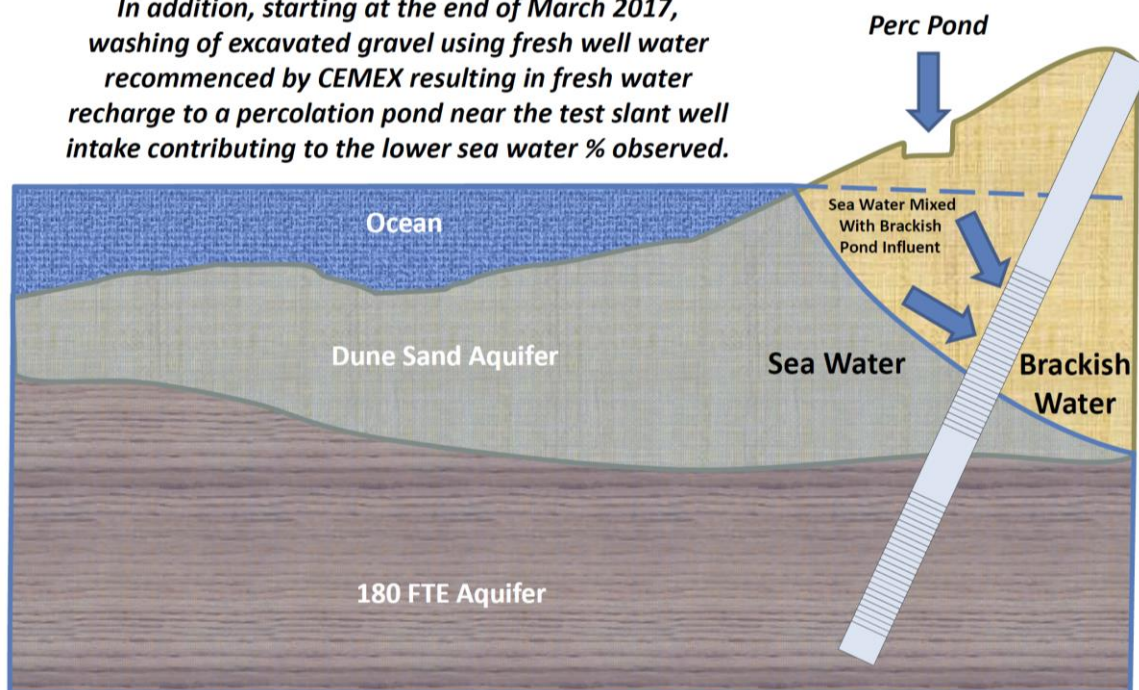 In addition, starting at the end of March 2017,
washing of excavated gravel using fresh well water
recommenced by CEMEX resulting in fresh water
recharge to a percolation pond near the test slant well
intake contributing to the lower sea water % observed.
Perc Pond
Ocean
Sea Water Mixed
With Brackish
Pond Influent
Dune Sand Aquifer
Sea Water
Brackish
Water
180 FTE Aquifer